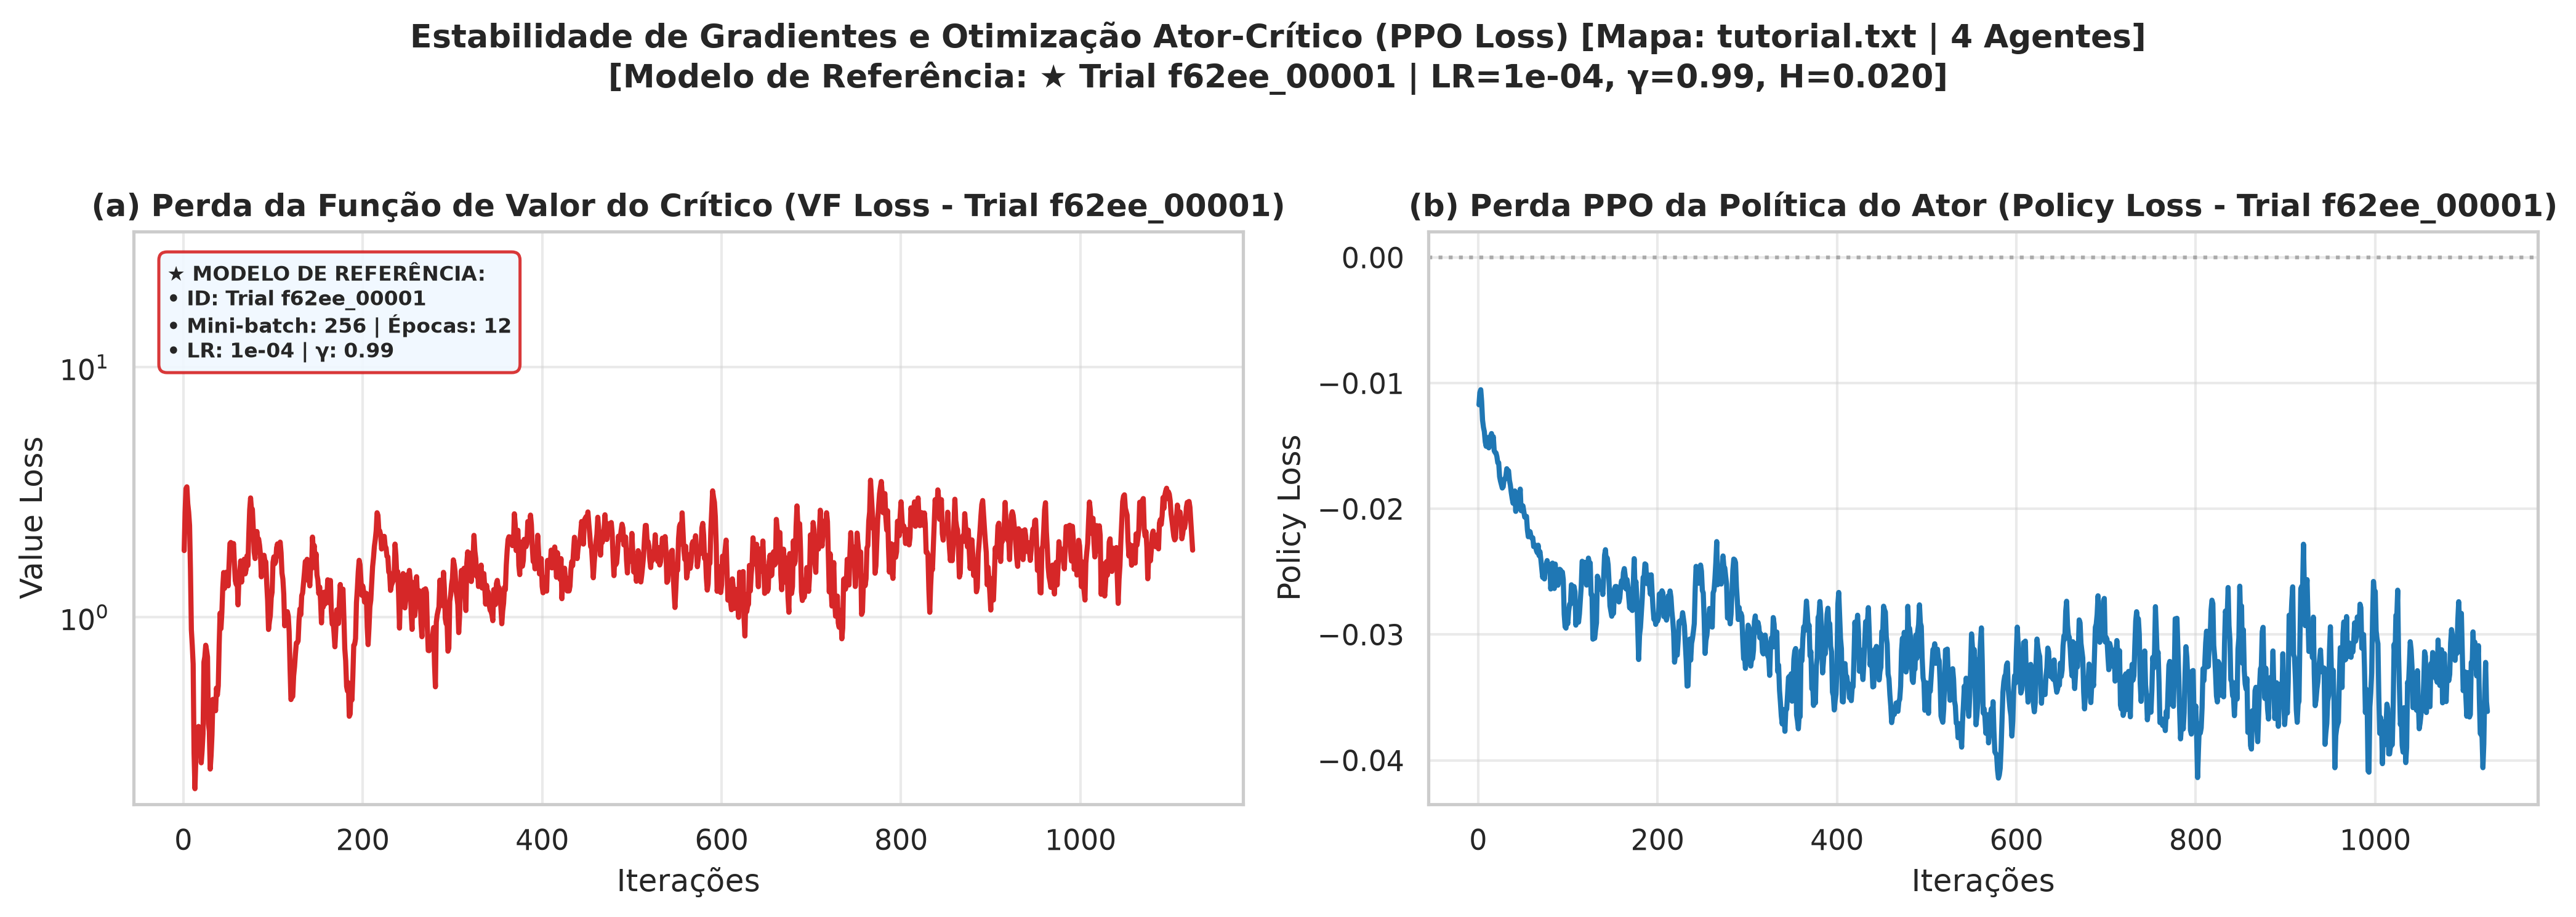 Estabilidade de Gradientes e Otimização Ator-Crítico (PPO Loss) [Mapa: tutorial.txt | 4 Agentes]
[Modelo de Referência: ★ Trial f62ee_00001 | LR=1e-04, γ=0.99, H=0.020]
(a) Perda da Função de Valor do Crítico (VF Loss - Trial f62ee_00001)
★ MODELO DE REFERÊNCIA:
• ID: Trial f62ee_00001
• Mini-batch: 256 | Épocas: 12
• LR: 1e-04 | γ: 0.99
Value Loss
10¹
10⁰
0 200 400 600 800 1000
Iterações
(b) Perda PPO da Política do Ator (Policy Loss - Trial f62ee_00001)
Policy Loss
0.00
−0.01
−0.02
−0.03
−0.04
0 200 400 600 800 1000
Iterações